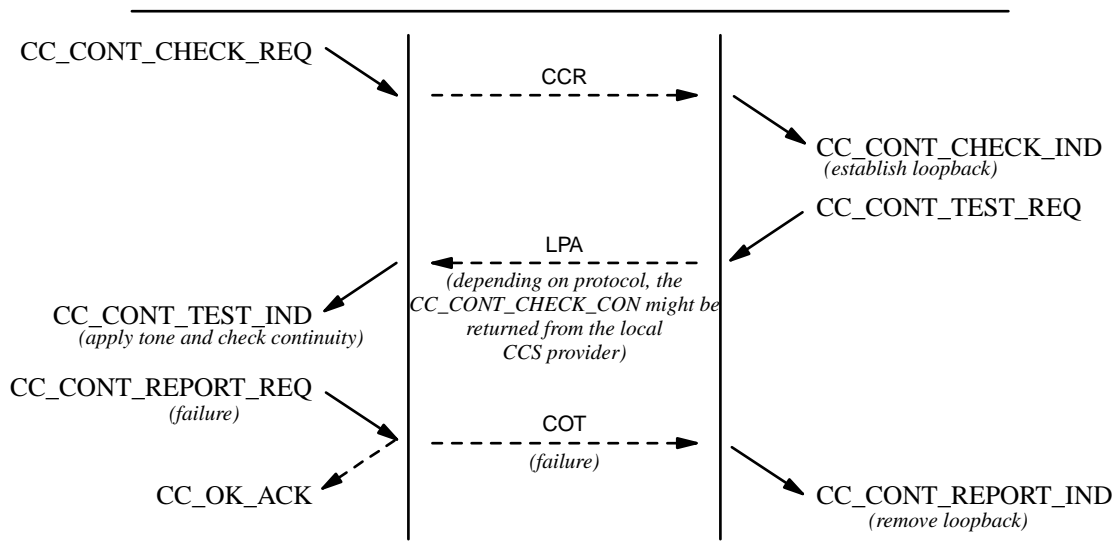 CC_CONT_CHECK_REQ
CCR
CC_CONT_CHECK_IND
(establish loopback)
CC_CONT_TEST_REQ
LPA
(depending on protocol, the
CC_CONT_CHECK_CON might be
returned from the local
CCS provider)
CC_CONT_TEST_IND
(apply tone and check continuity)
CC_CONT_REPORT_REQ
(failure)
COT
(failure)
CC_OK_ACK
CC_CONT_REPORT_IND
(remove loopback)